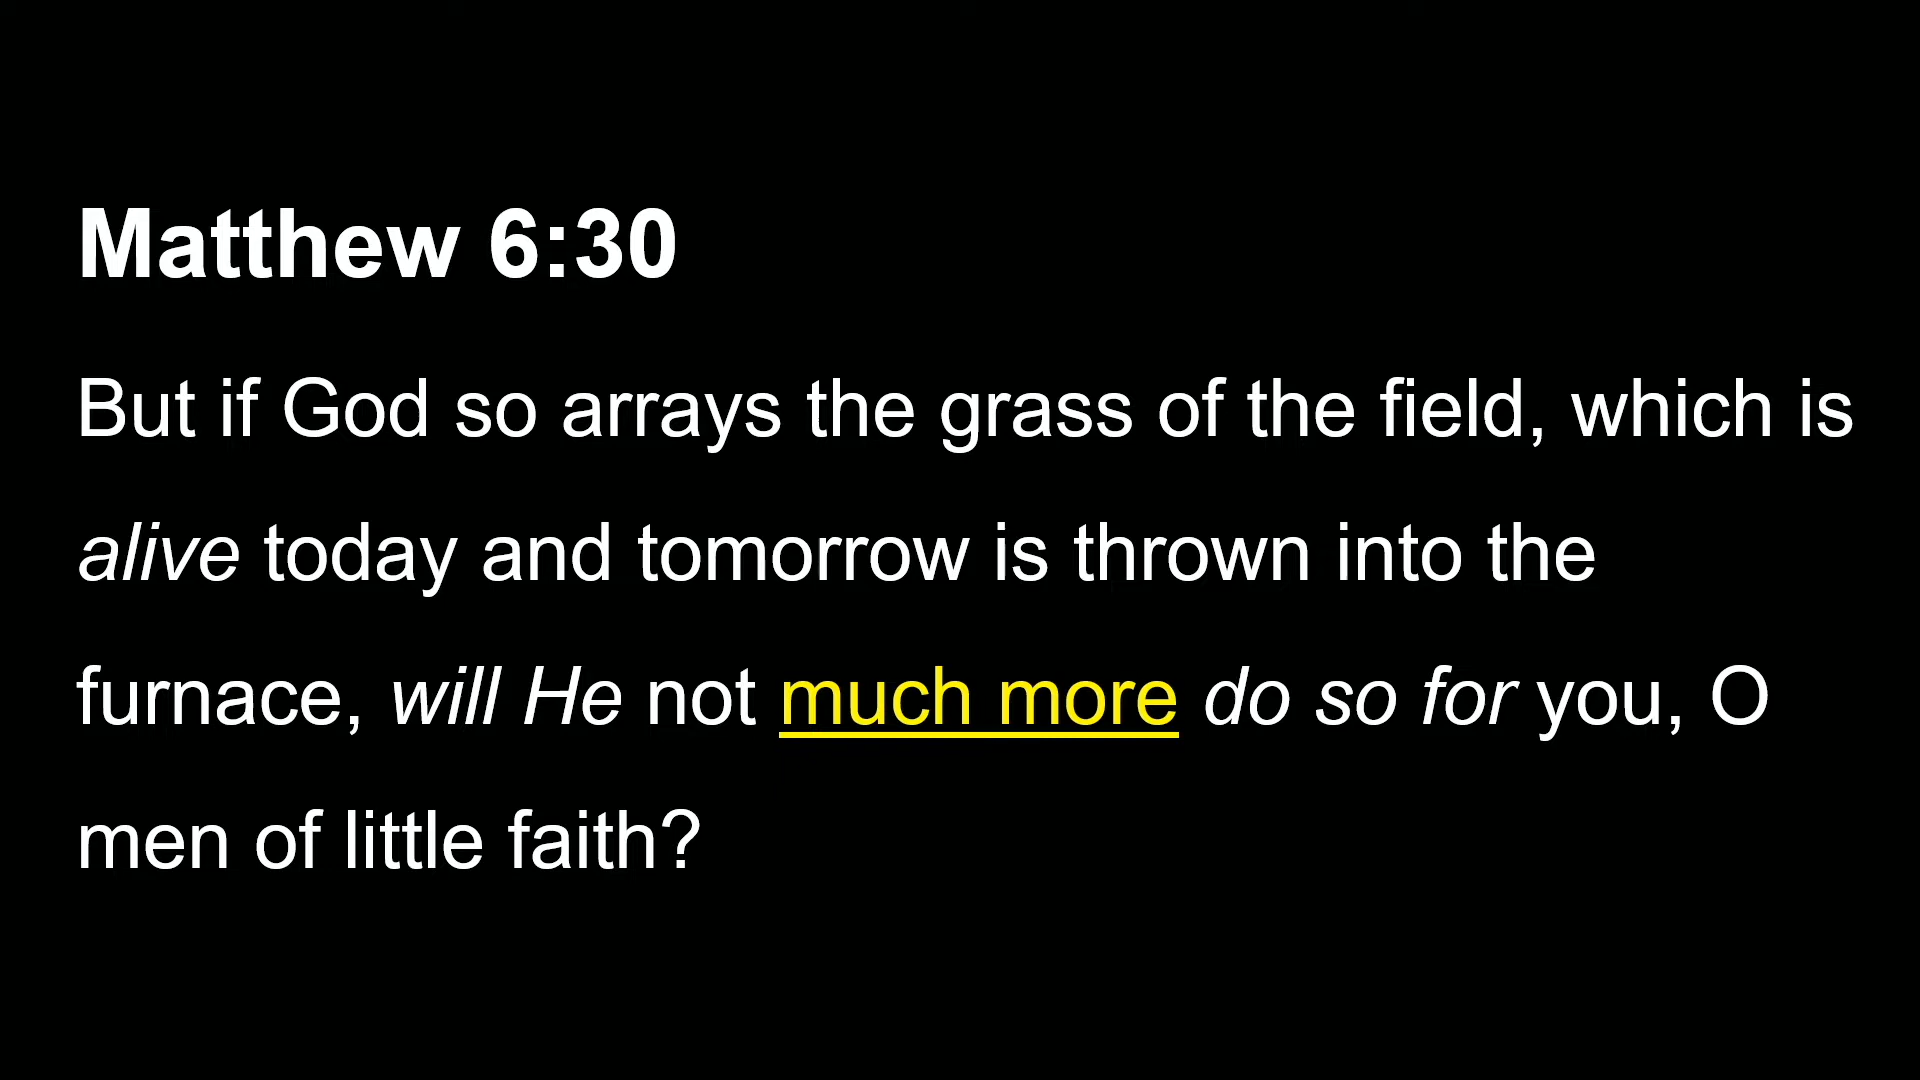 Matthew 6:30
But if God so arrays the grass of the field, which is
alive today and tomorrow is thrown into the
furnace, will He not much more do so for you, O
men of little faith?